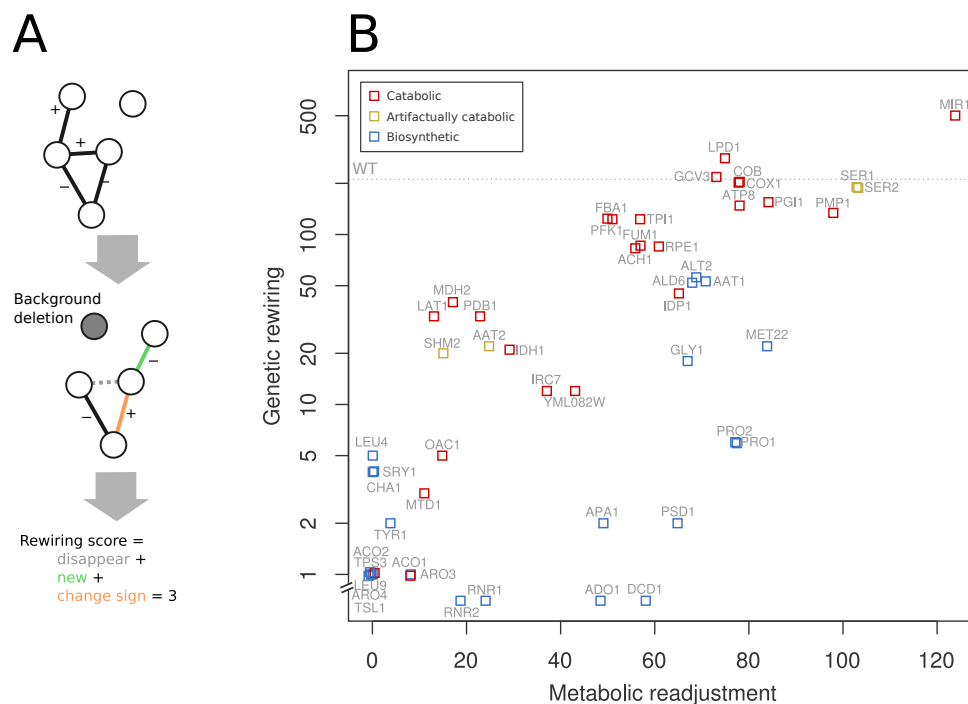 A
+
+
−
−
Background
deletion
−
+
Rewiring score =
disappear +
new +
change sign = 3
B
Catabolic
Artifactually catabolic
Biosynthetic
WT
MIR1
LPD1
GCV3
COB
COX1
SER1
SER2
ATP8
PGI1
PMP1
FBA1
PFK1
TPI1
FUM1
ACH1
RPE1
ALT2
ALD6
AAT1
IDP1
MDH2
LAT1
PDB1
SHM2
AAT2
IDH1
GLY1
MET22
IRC7
YML082W
PRO2
PRO1
LEU4
OAC1
SRY1
CHA1
MTD1
TYR1
APA1
PSD1
ACO2
TPS3
ACO1
ARO3
LEU9
ARO4
TSL1
RNR1
RNR2
ADO1
DCD1
500
200
100
50
20
10
5
2
1
Genetic rewiring
0
20
40
60
80
100
120
Metabolic readjustment